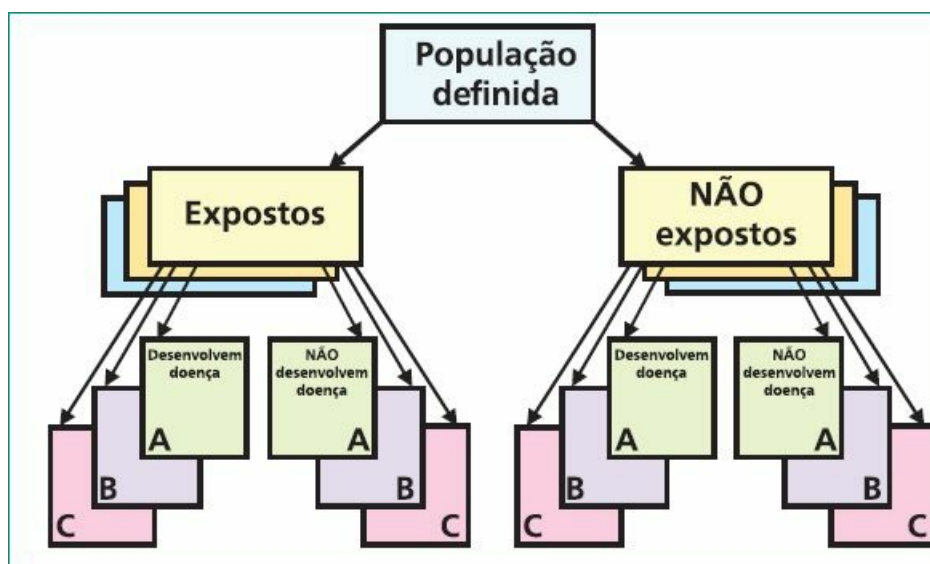 População
definida
Expostos
NÃO
expostos
Desenvolvem
doença
A
B
C
NÃO
desenvolvem
doença
A
B
C
Desenvolvem
doença
A
B
C
NÃO
desenvolvem
doença
A
B
C